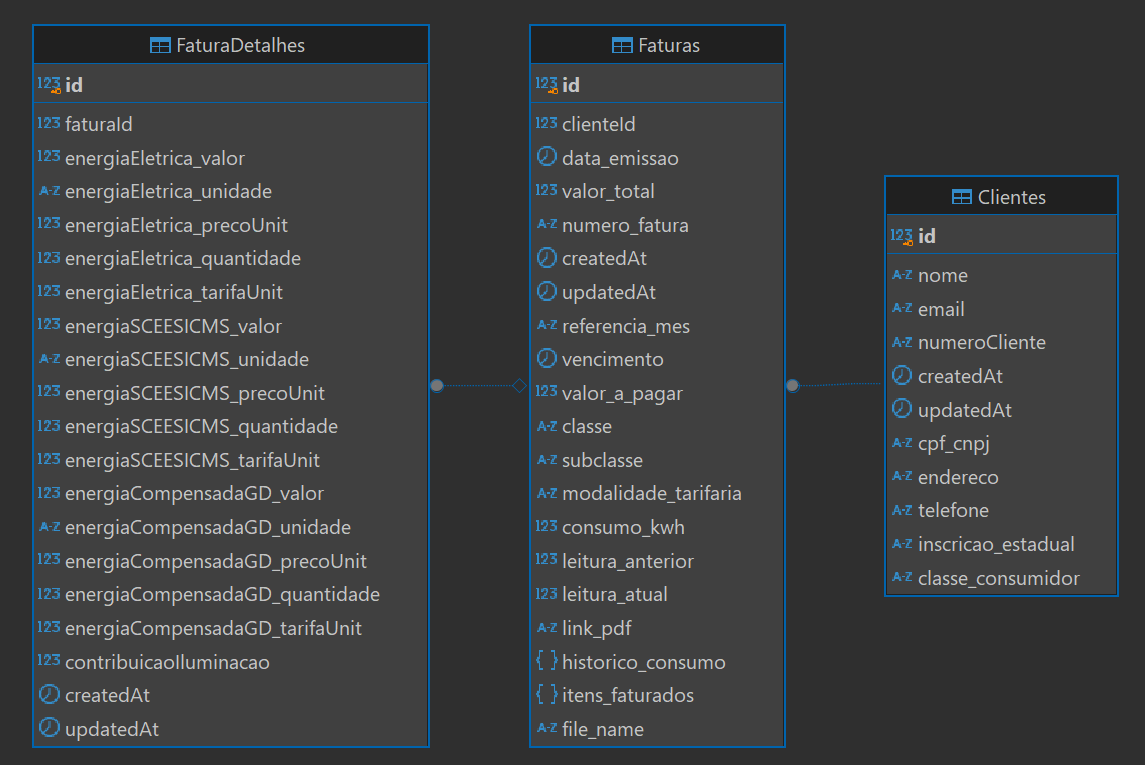 FaturaDetalhes
123 id
123 faturaId
123 energiaEletrica_valor
A-Z energiaEletrica_unidade
123 energiaEletrica_precoUnit
123 energiaEletrica_quantidade
123 energiaEletrica_tarifaUnit
123 energiaSCEESICMS_valor
A-Z energiaSCEESICMS_unidade
123 energiaSCEESICMS_precoUnit
123 energiaSCEESICMS_quantidade
123 energiaSCEESICMS_tarifaUnit
123 energiaCompensadaGD_valor
A-Z energiaCompensadaGD_unidade
123 energiaCompensadaGD_precoUnit
123 energiaCompensadaGD_quantidade
123 energiaCompensadaGD_tarifaUnit
123 contribuicaoIluminacao
createdAt
updatedAt
Faturas
123 id
123 clienteId
data_emissao
123 valor_total
A-Z numero_fatura
createdAt
updatedAt
A-Z referencia_mes
vencimento
123 valor_a_pagar
A-Z classe
A-Z subclasse
A-Z modalidade_tarifaria
123 consumo_kwh
123 leitura_anterior
123 leitura_atual
A-Z link_pdf
{ } historico_consumo
{ } itens_faturados
A-Z file_name
Clientes
123 id
A-Z nome
A-Z email
A-Z numeroCliente
createdAt
updatedAt
A-Z cpf_cnpj
A-Z endereco
A-Z telefone
A-Z inscricao_estadual
A-Z classe_consumidor